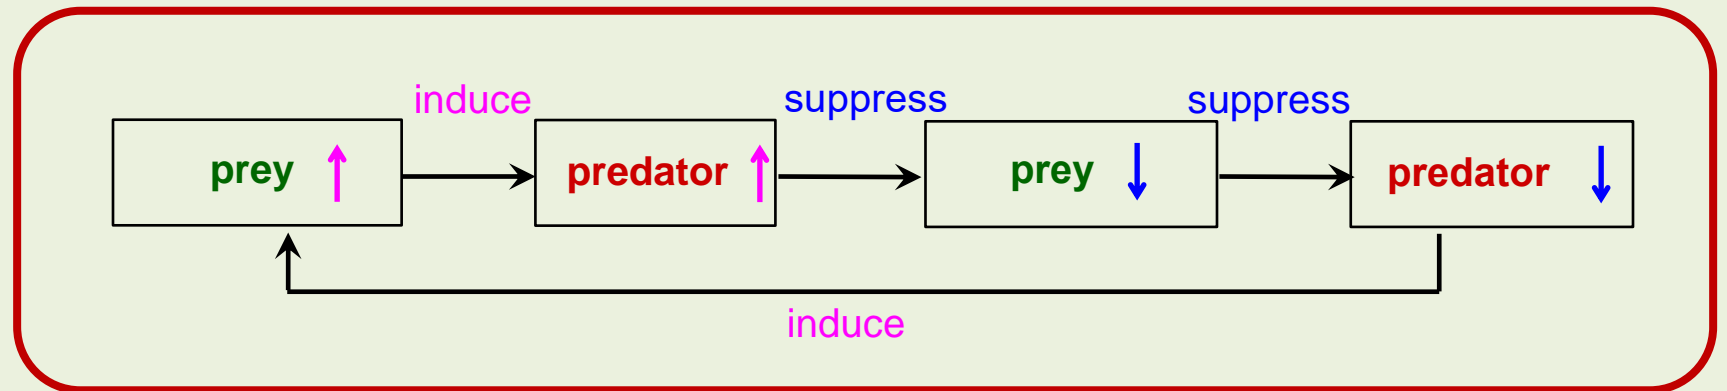 induce
suppress
suppress
prey
predator
prey
predator
induce